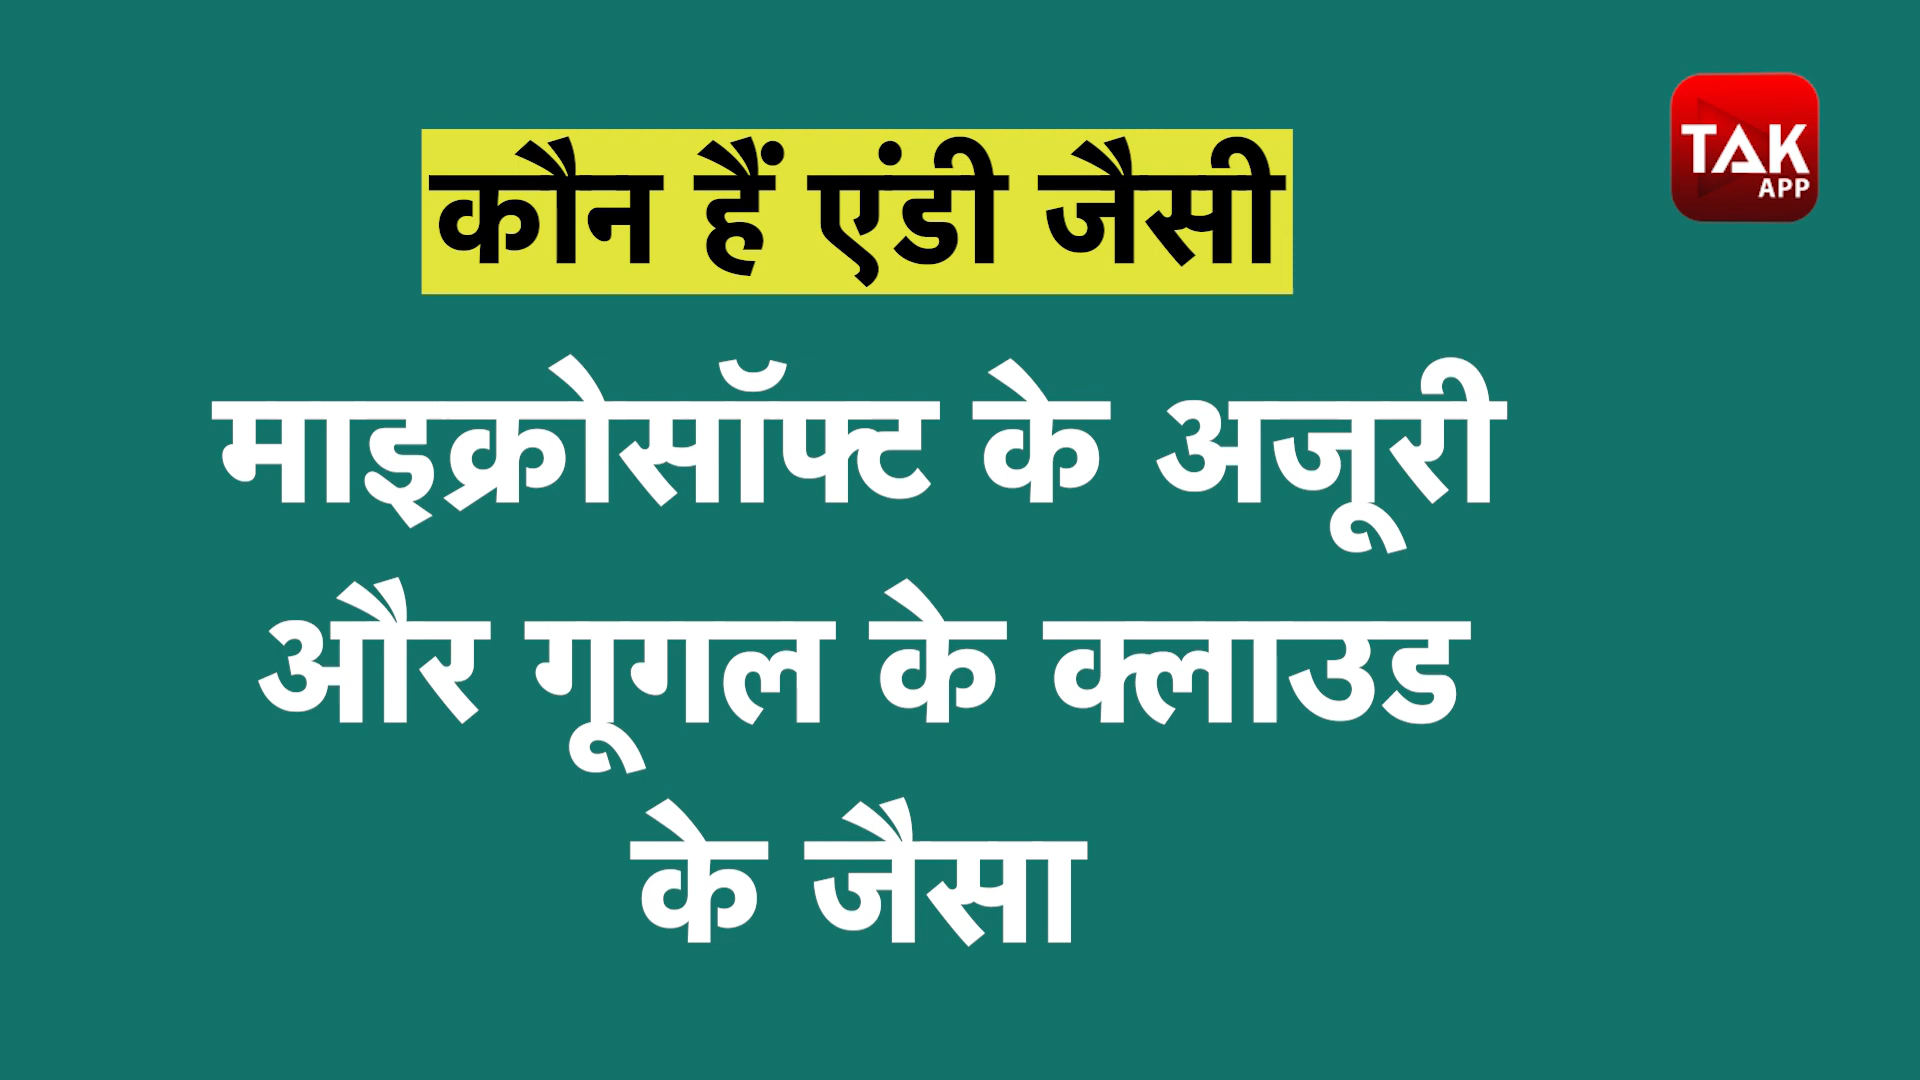 कौन हैं एंडी जैसी
TAK
APP
माइक्रोसॉफ्ट के अजूरी
और गूगल के क्लाउड
के जैसा